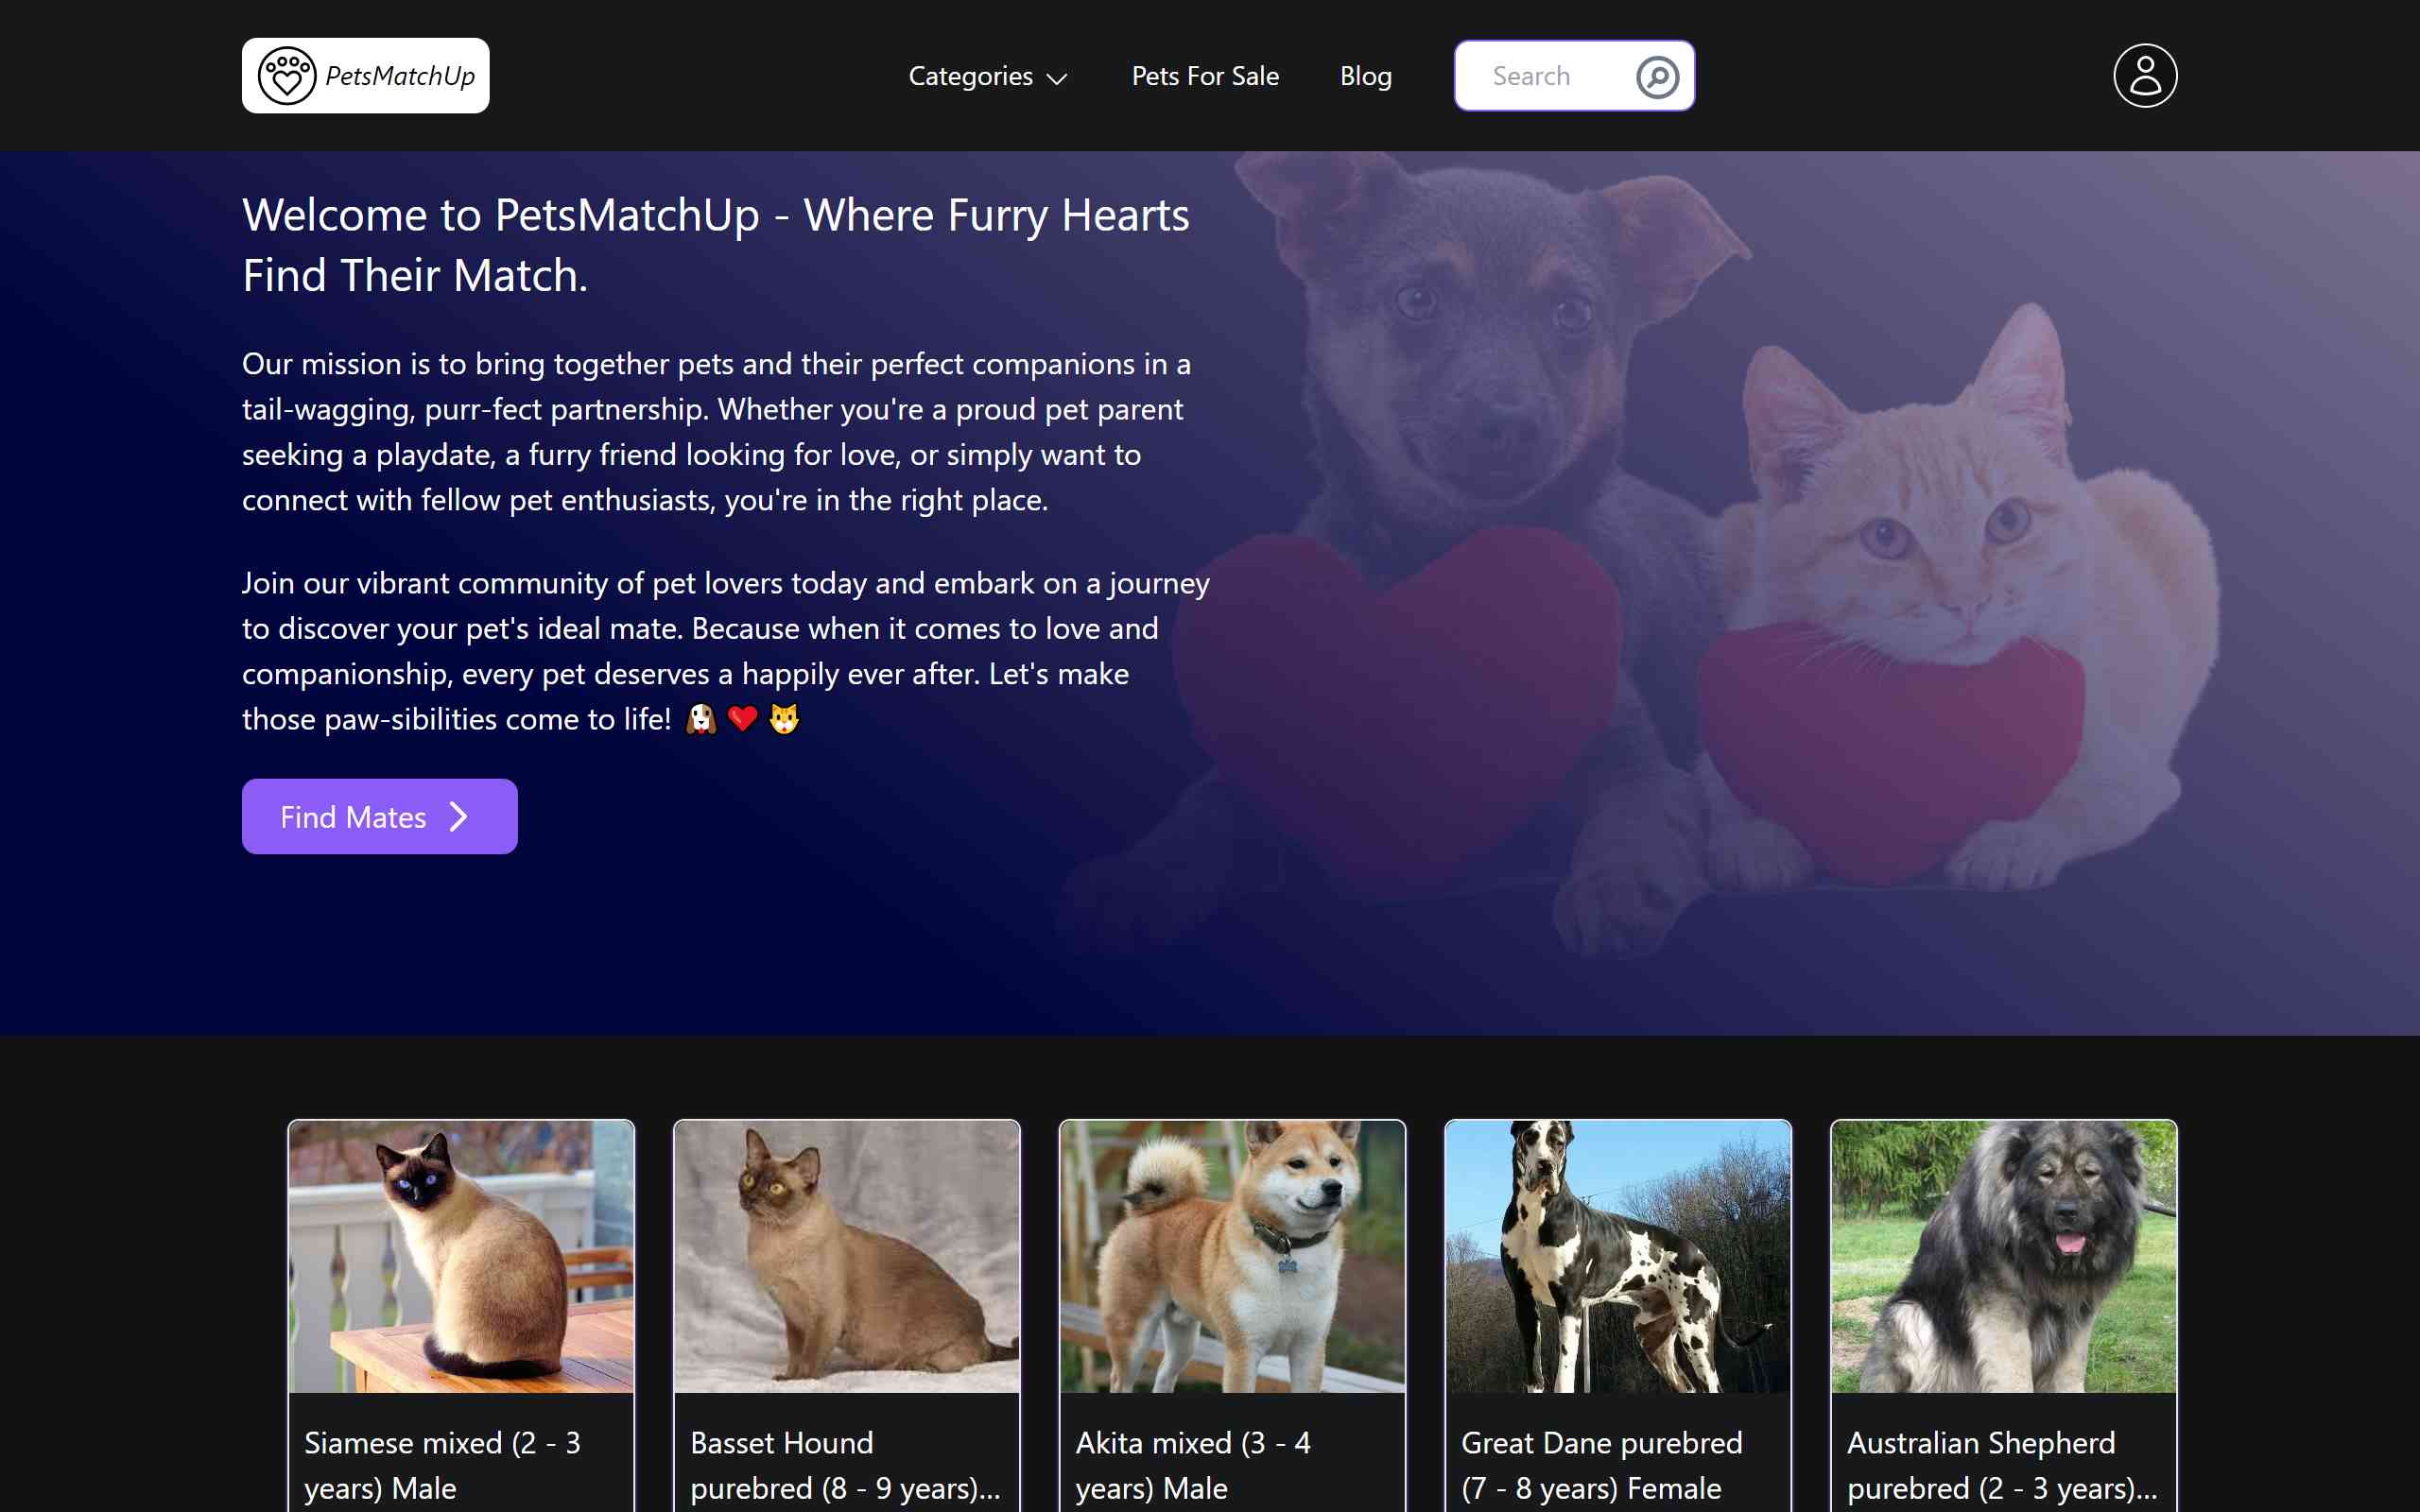 PetsMatchUp
Categories
Pets For Sale
Blog
Search
Welcome to PetsMatchUp - Where Furry Hearts
Find Their Match.
Our mission is to bring together pets and their perfect companions in a
tail-wagging, purr-fect partnership. Whether you're a proud pet parent
seeking a playdate, a furry friend looking for love, or simply want to
connect with fellow pet enthusiasts, you're in the right place.
Join our vibrant community of pet lovers today and embark on a journey
to discover your pet's ideal mate. Because when it comes to love and
companionship, every pet deserves a happily ever after. Let's make
those paw-sibilities come to life! 🐶❤️🐱
Find Mates
Siamese mixed (2 - 3
years) Male
Basset Hound
purebred (8 - 9 years)...
Akita mixed (3 - 4
years) Male
Great Dane purebred
(7 - 8 years) Female
Australian Shepherd
purebred (2 - 3 years)...